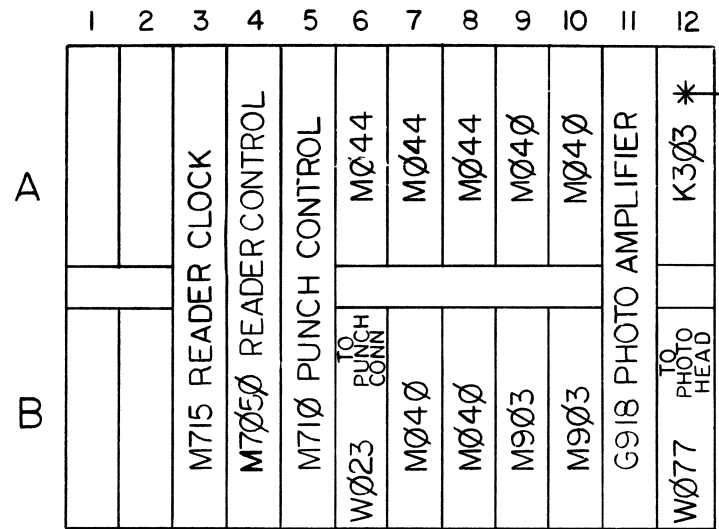 1 2 3 4 5 6 7 8 9 10 11 12
A
M715 READER CLOCK
M7Ø5Ø READER CONTROL
M71Ø PUNCH CONTROL
MØ44
MØ44
MØ44
MØ4Ø
MØ4Ø
G918 PHOTO AMPLIFIER
K3Ø3 *
B
WØ23
TO
PUNCH
CONN
MØ4Ø
MØ4Ø
M9Ø3
M9Ø3
WØ77
TO
PHOTO
HEAD